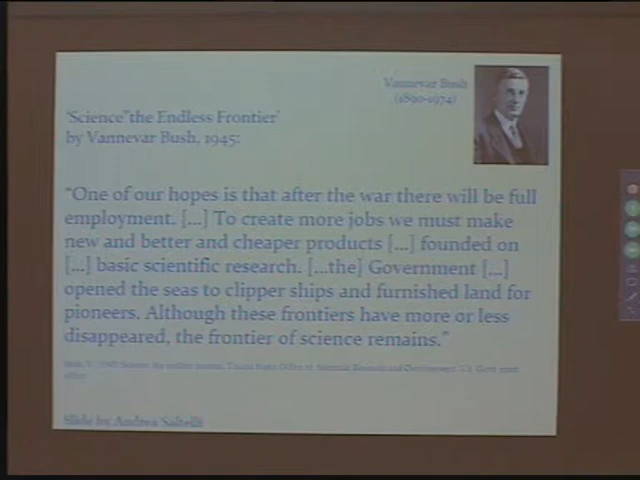 Vannevar Bush
(1890-1974)
'Science" the Endless Frontier'
by Vannevar Bush, 1945:
"One of our hopes is that after the war there will be full
employment. [...] To create more jobs we must make
new and better and cheaper products [...] founded on
[...] basic scientific research. [...the] Government [...]
opened the seas to clipper ships and furnished land for
pioneers. Although these frontiers have more or less
disappeared, the frontier of science remains."
Slide by Andrea Saltelli